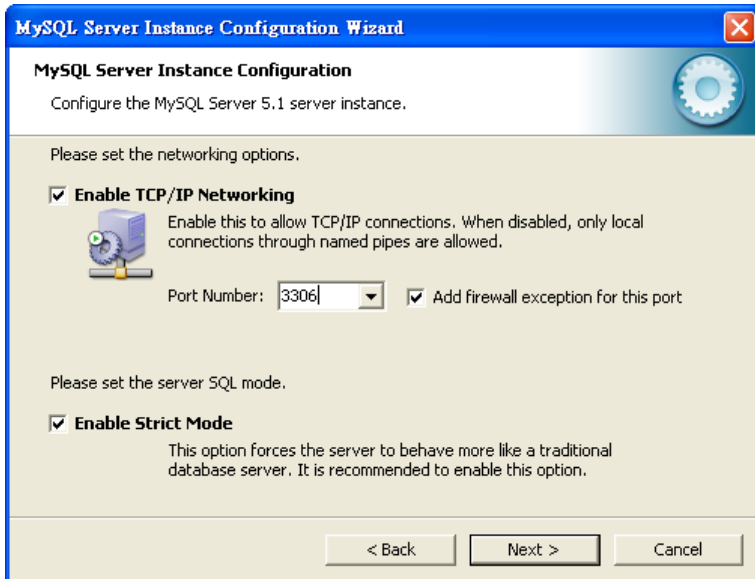 MySQL Server Instance Configuration Wizard
MySQL Server Instance Configuration
Configure the MySQL Server 5.1 server instance.
Please set the networking options.
Enable TCP/IP Networking
Enable this to allow TCP/IP connections. When disabled, only local
connections through named pipes are allowed.
Port Number: 3306 Add firewall exception for this port
Please set the server SQL mode.
Enable Strict Mode
This option forces the server to behave more like a traditional
database server. It is recommended to enable this option.
< Back Next > Cancel